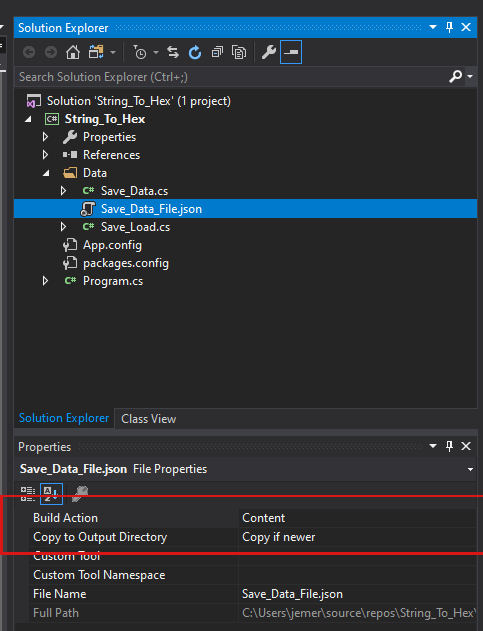 Solution Explorer
Search Solution Explorer (Ctrl+;)
Solution 'String_To_Hex' (1 project)
C# String_To_Hex
Properties
References
Data
C# Save_Data.cs
Save_Data_File.json
C# Save_Load.cs
App.config
packages.config
C# Program.cs
Solution Explorer Class View
Properties
Save_Data_File.json File Properties
Build Action Content
Copy to Output Directory Copy if newer
Custom Tool
Custom Tool Namespace
File Name Save_Data_File.json
Full Path C:\Users\jemer\source\repos\String_To_Hex\